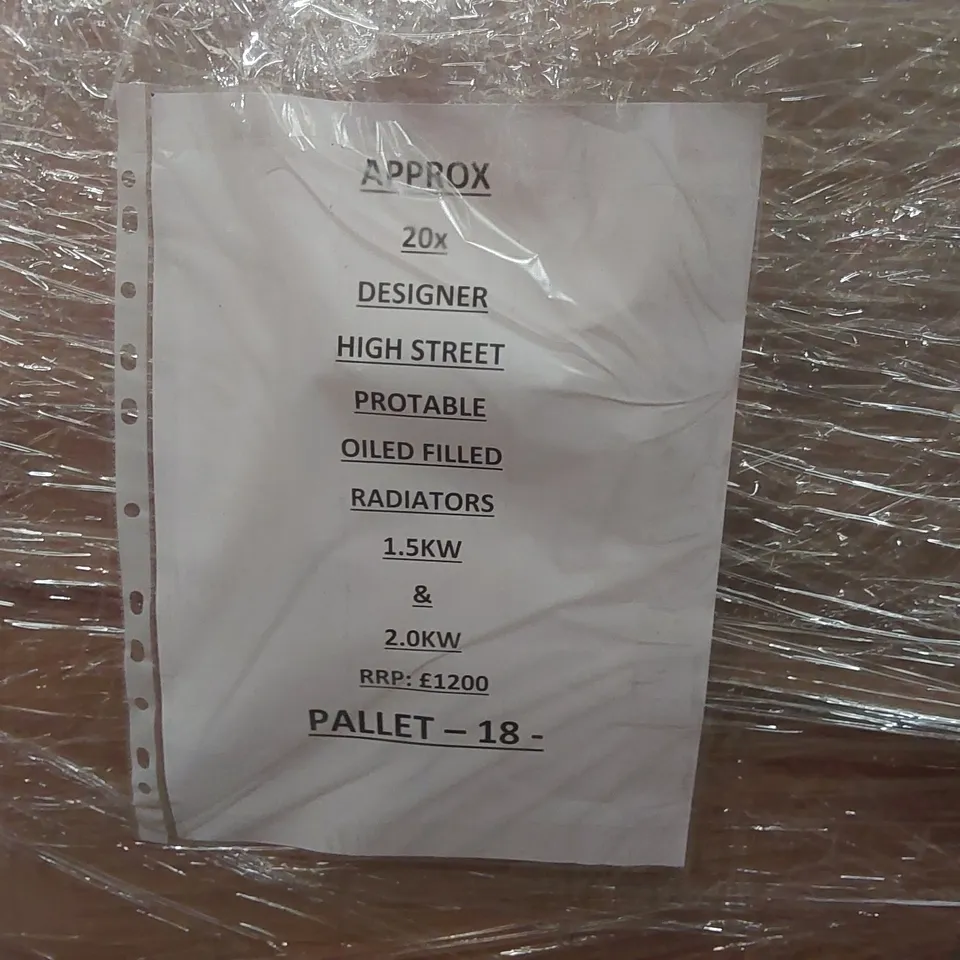 APPROX
20x
DESIGNER
HIGH STREET
PROTABLE
OILED FILLED
RADIATORS
1.5KW
&
2.0KW
RRP: £1200
PALLET – 18 -